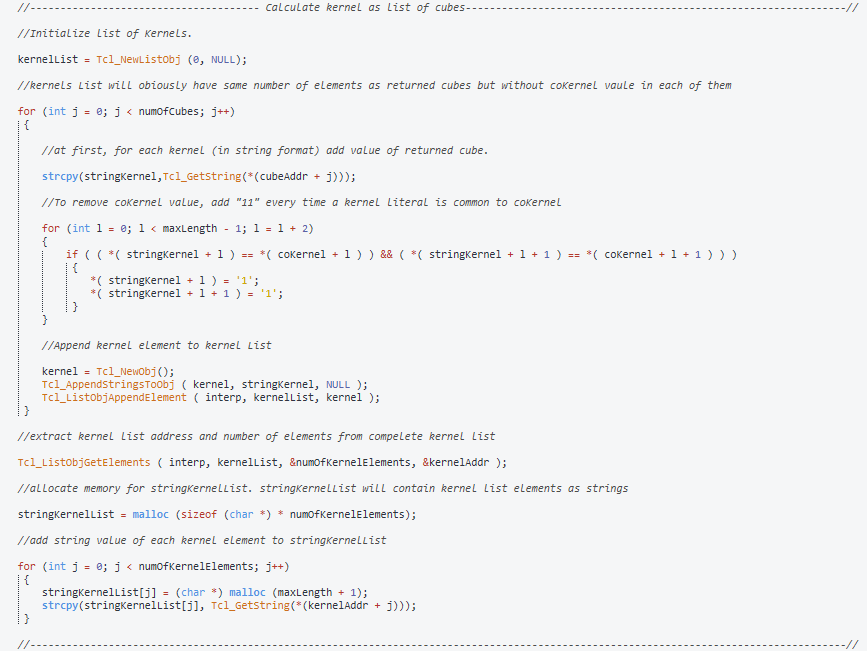 //-------------------------------------- Calculate kernel as list of cubes---------------------------------------------------------------//
//Initialize list of Kernels.
kernelList = Tcl_NewListObj (0, NULL);
//kernels List will obiously have same number of elements as returned cubes but without coKernel vaule in each of them
for (int j = 0; j < numOfCubes; j++)
{
//at first, for each kernel (in string format) add value of returned cube.
strcpy(stringKernel,Tcl_GetString(*(cubeAddr + j)));
//To remove coKernel value, add "11" every time a kernel literal is common to coKernel
for (int l = 0; l < maxLength - 1; l = l + 2)
{
if ( ( *( stringKernel + l ) == *( coKernel + l ) ) && ( *( stringKernel + l + 1 ) == *( coKernel + l + 1 ) ) )
{
*( stringKernel + l ) = '1';
*( stringKernel + l + 1 ) = '1';
}
}
//Append kernel element to kernel List
kernel = Tcl_NewObj();
Tcl_AppendStringsToObj ( kernel, stringKernel, NULL );
Tcl_ListObjAppendElement ( interp, kernelList, kernel );
}
//extract kernel list address and number of elements from compelete kernel list
Tcl_ListObjGetElements ( interp, kernelList, &numOfKernelElements, &kernelAddr );
//allocate memory for stringKernelList. stringKernelList will contain kernel list elements as strings
stringKernelList = malloc (sizeof (char *) * numOfKernelElements);
//add string value of each kernel element to stringKernelList
for (int j = 0; j < numOfKernelElements; j++)
{
stringKernelList[j] = (char *) malloc (maxLength + 1);
strcpy(stringKernelList[j], Tcl_GetString(*(kernelAddr + j)));
}
//----------------------------------------------------------------------------------------------------------------------------------------//